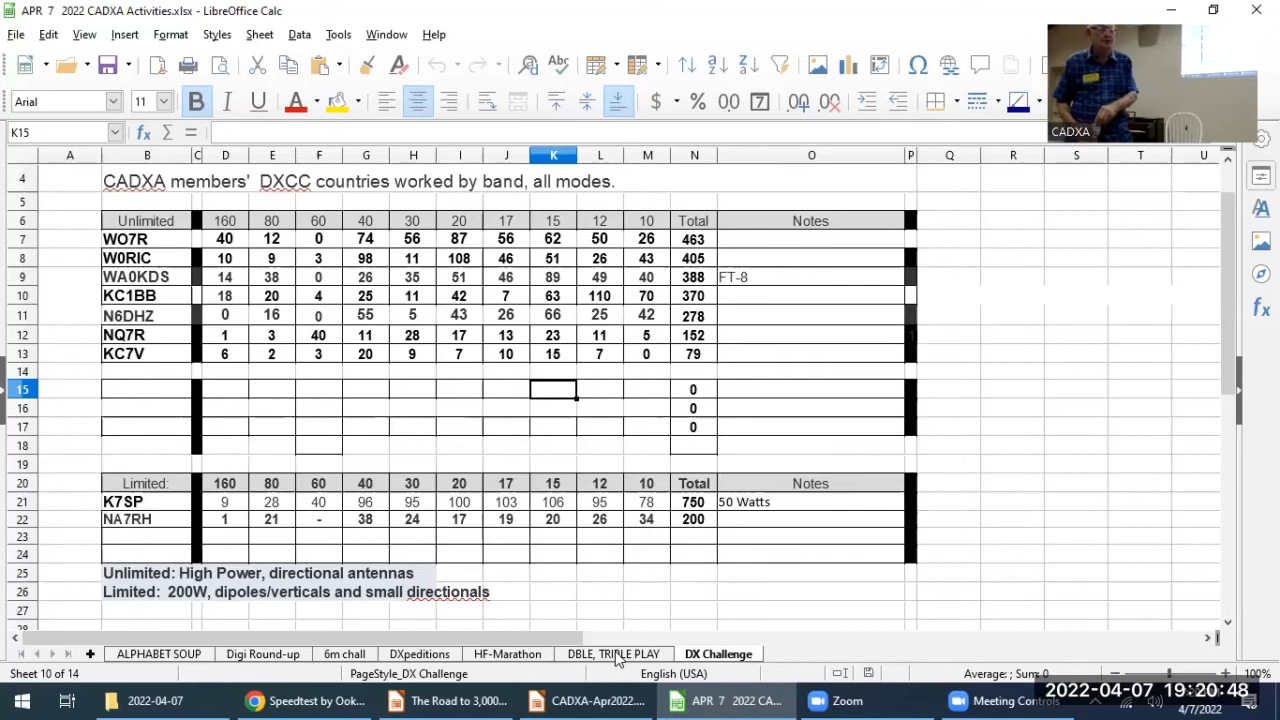 APR 7 2022 CADXA Activities.xlsx - LibreOffice Calc
File Edit View Insert Format Styles Sheet Data Tools Window Help
Arial 11
CADXA
K15
A B C D E F G H I J K L M N O P Q R S T U
4 CADXA members' DXCC countries worked by band, all modes.
5
6 Unlimited 160 80 60 40 30 20 17 15 12 10 Total Notes
7 WO7R 40 12 0 74 56 87 56 62 50 26 463
8 W0RIC 10 9 3 98 11 108 46 51 26 43 405
9 WA0KDS 14 38 0 26 35 51 46 89 49 40 388 FT-8
10 KC1BB 18 20 4 25 11 42 7 63 110 70 370
11 N6DHZ 0 16 0 55 5 43 26 66 25 42 278
12 NQ7R 1 3 40 11 28 17 13 23 11 5 152 1
13 KC7V 6 2 3 20 9 7 10 15 7 0 79
14
15 0
16 0
17 0
18
19
20 Limited: 160 80 60 40 30 20 17 15 12 10 Total Notes
21 K7SP 9 28 40 96 95 100 103 106 95 78 750 50 Watts
22 NA7RH 1 21 - 38 24 17 19 20 26 34 200
23
24
25 Unlimited: High Power, directional antennas
26 Limited: 200W, dipoles/verticals and small directionals
27
28
ALPHABET SOUP Digi Round-up 6m chall DXpeditions HF-Marathon DBLE, TRIPLE PLAY DX Challenge
Sheet 10 of 14 PageStyle_DX Challenge English (USA) Average: ; Sum: 0 100%
2022-04-07 Speedtest by Ook... The Road to 3,000... CADXA-Apr2022.... APR 7 2022 CA... Zoom Meeting Controls
2022-04-07 19:20:48
4/7/2022